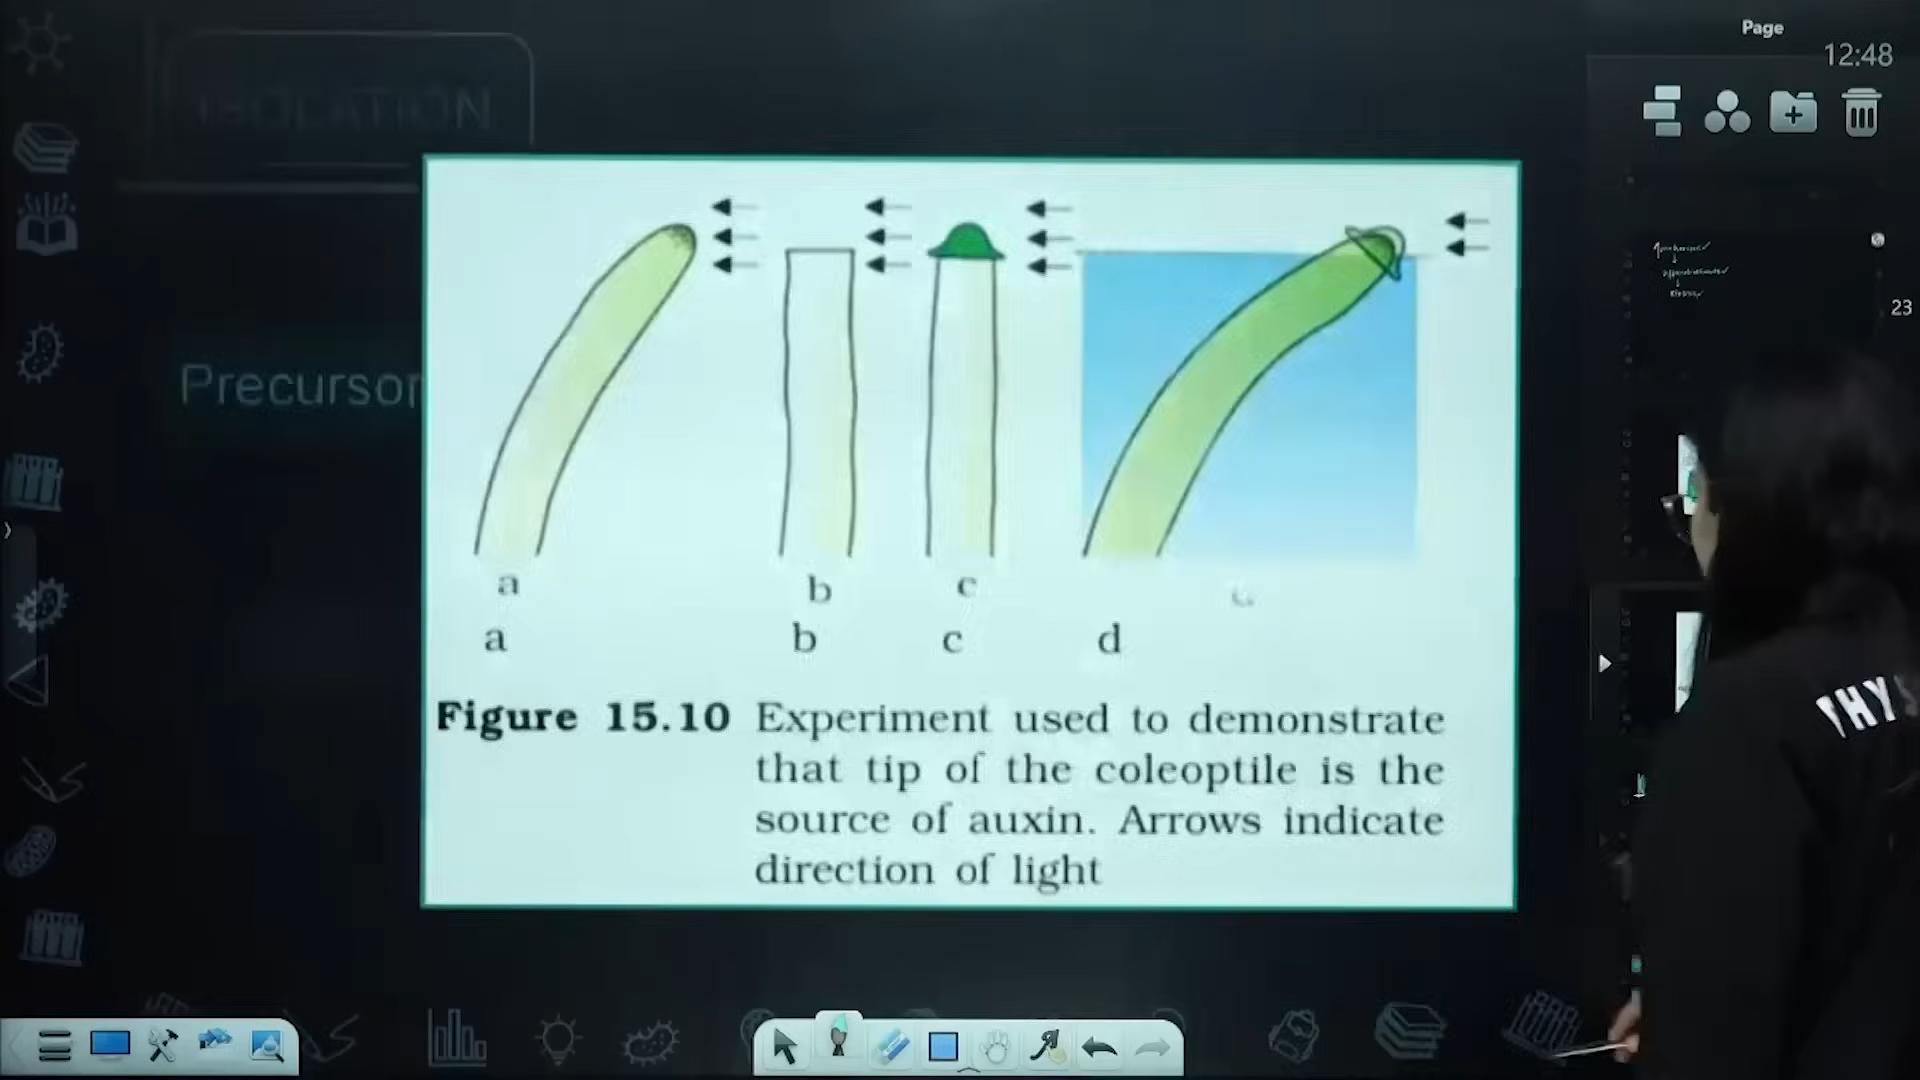 Page
12:48
23
Precursor
a b c
a b c d
Figure 15.10 Experiment used to demonstrate
that tip of the coleoptile is the
source of auxin. Arrows indicate
direction of light